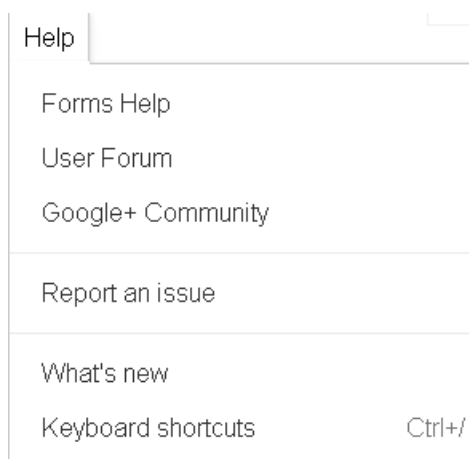 Help
Forms Help
User Forum
Google+ Community
Report an issue
What's new
Keyboard shortcuts Ctrl+/